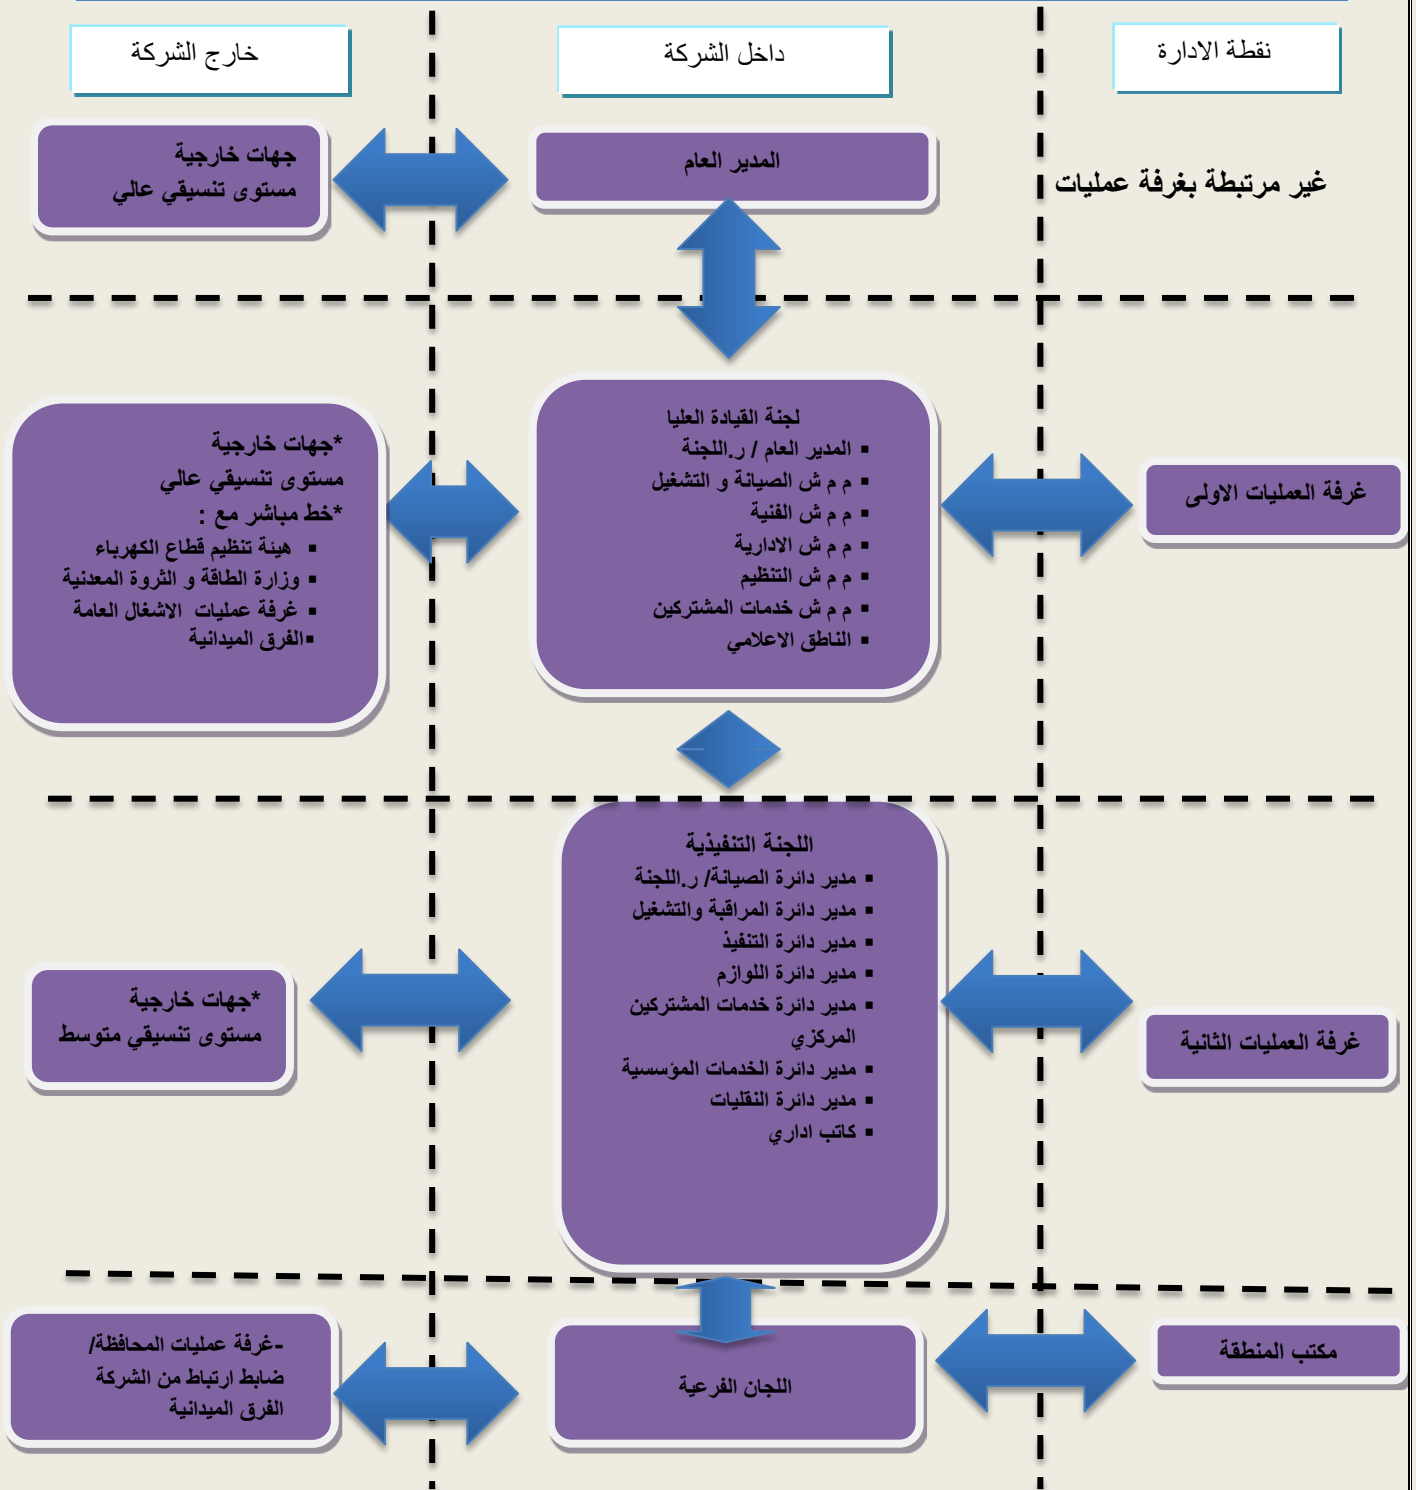 نقطة الادارة
داخل الشركة
خارج الشركة
غير مرتبطة بغرفة عمليات
المدير العام
جهات خارجية
مستوى تنسيقي عالي
غرفة العمليات الاولى
لجنة القيادة العليا
▪ المدير العام / ر.اللجنة
▪ م م ش الصيانة و التشغيل
▪ م م ش الفنية
▪ م م ش الادارية
▪ م م ش التنظيم
▪ م م ش خدمات المشتركين
▪ الناطق الاعلامي
*جهات خارجية
مستوى تنسيقي عالي
*خط مباشر مع :
▪ هيئة تنظيم قطاع الكهرباء
▪ وزارة الطاقة و الثروة المعدنية
▪ غرفة عمليات الاشغال العامة
▪الفرق الميدانية
غرفة العمليات الثانية
اللجنة التنفيذية
▪ مدير دائرة الصيانة/ ر.اللجنة
▪ مدير دائرة المراقبة والتشغيل
▪ مدير دائرة التنفيذ
▪ مدير دائرة اللوازم
▪ مدير دائرة خدمات المشتركين
المركزي
▪ مدير دائرة الخدمات المؤسسية
▪ مدير دائرة النقليات
▪ كاتب اداري
*جهات خارجية
مستوى تنسيقي متوسط
مكتب المنطقة
اللجان الفرعية
-غرفة عمليات المحافظة/
ضابط ارتباط من الشركة
الفرق الميدانية